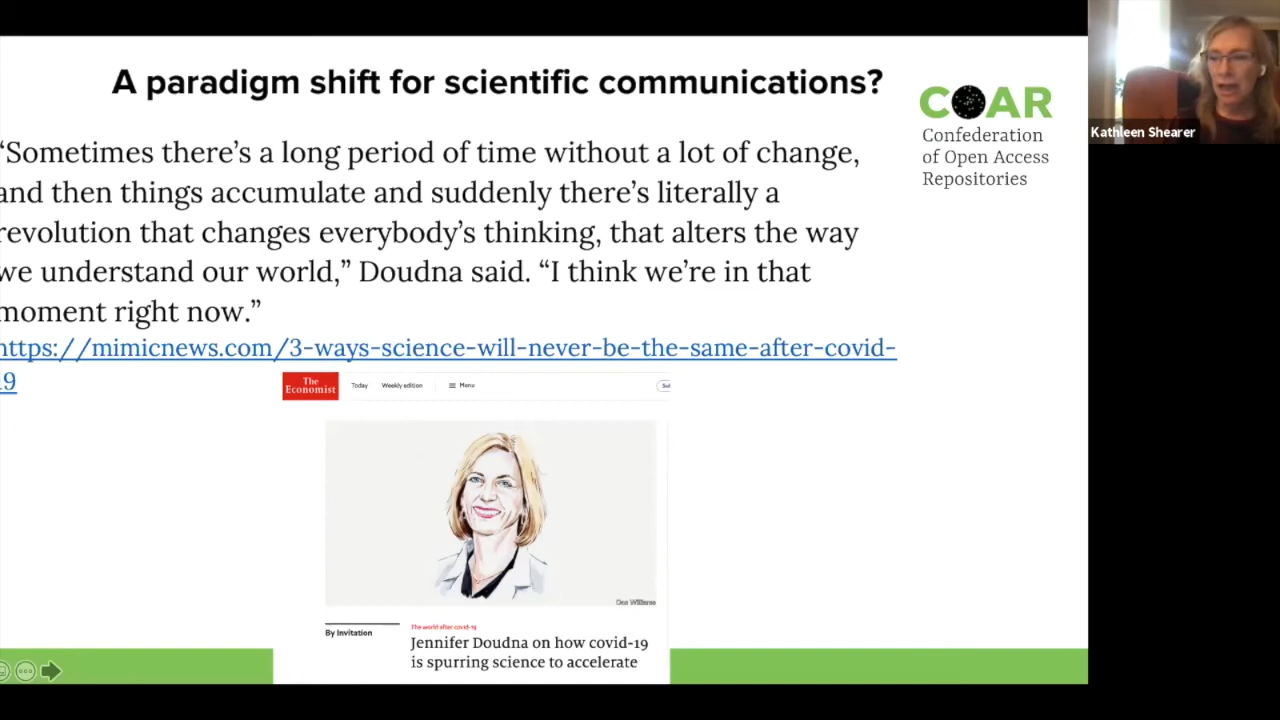 A paradigm shift for scientific communications?
COAR
Confederation
of Open Access
Repositories
Kathleen Shearer
“Sometimes there’s a long period of time without a lot of change,
and then things accumulate and suddenly there’s literally a
revolution that changes everybody’s thinking, that alters the way
we understand our world,” Doudna said. “I think we’re in that
moment right now.”
https://mimicnews.com/3-ways-science-will-never-be-the-same-after-covid-
19
The
Economist
Today Weekly edition Menu
Dan Williams
By Invitation
The world after covid-19
Jennifer Doudna on how covid-19
is spurring science to accelerate